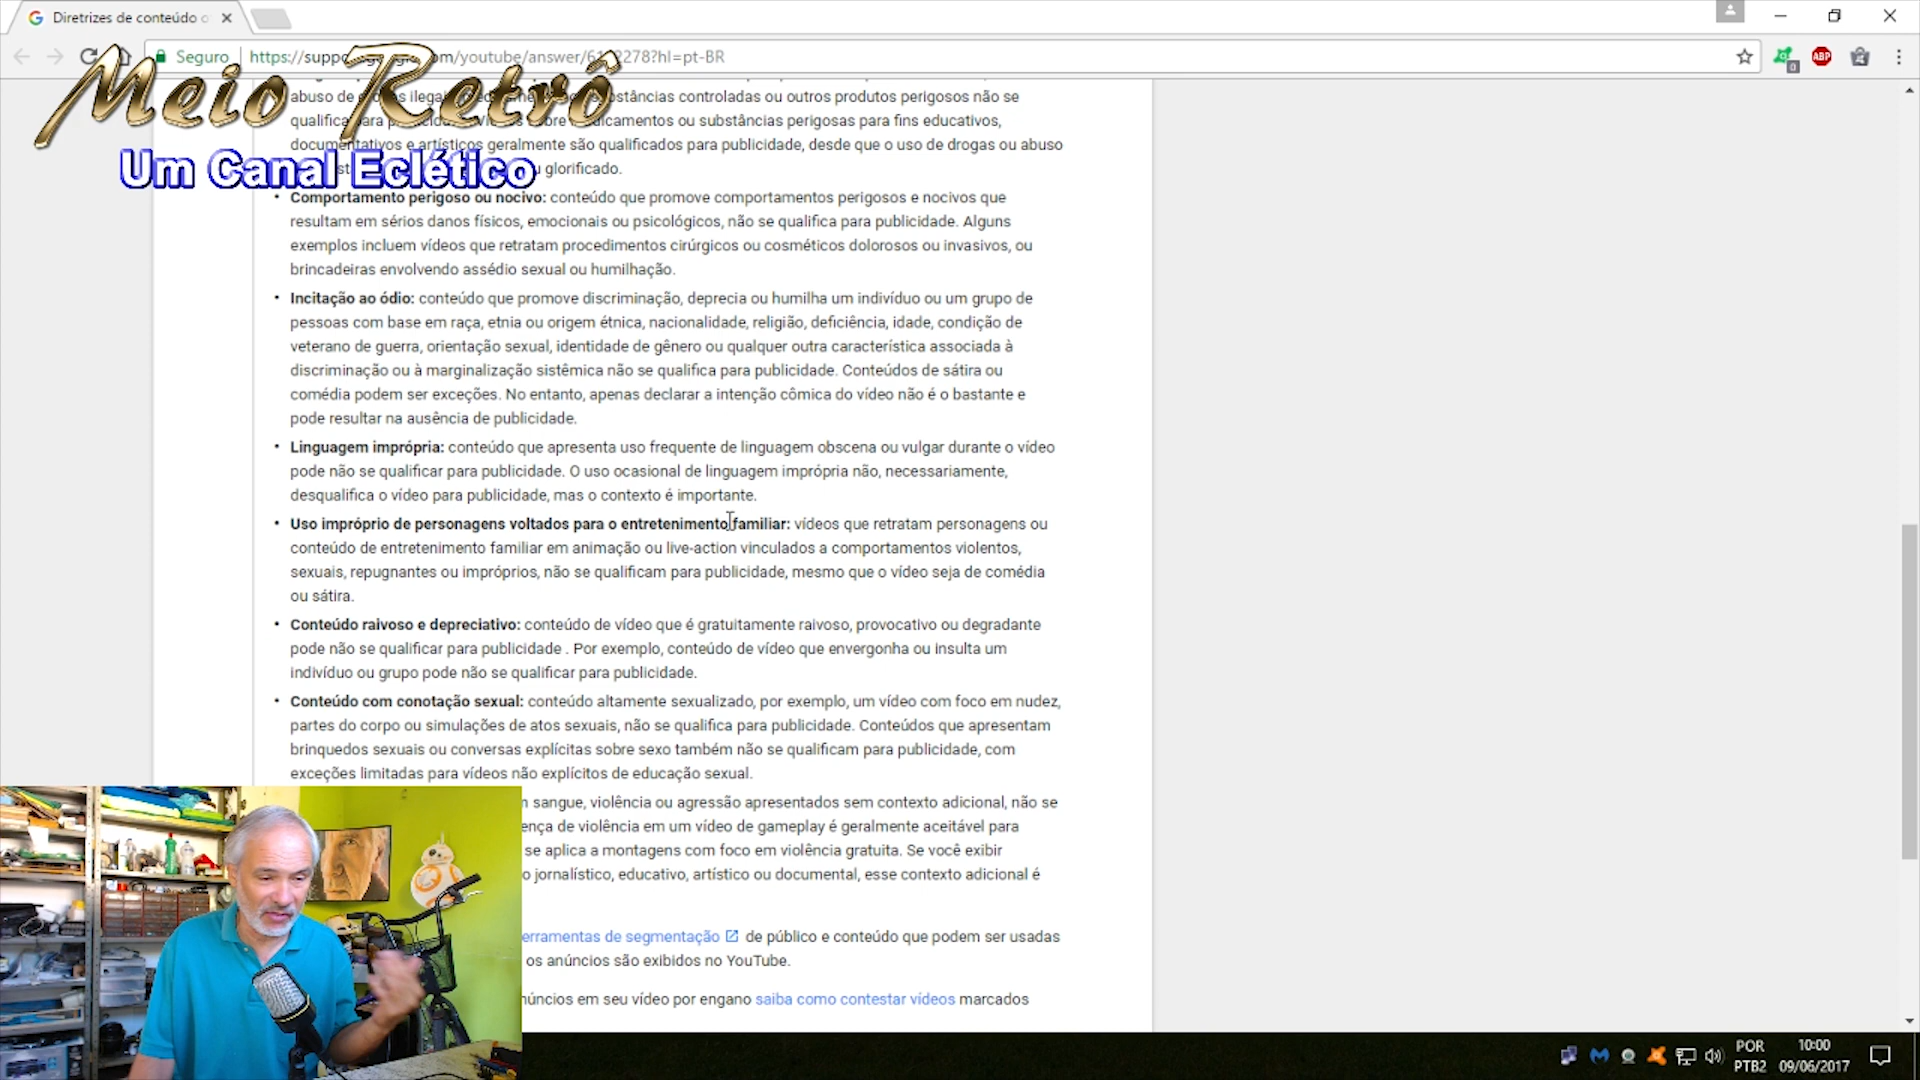 Diretrizes de conteúdo o
Seguro
https://supp
om/youtube/answer/61
2278?hl=pt-BR
Meio Retrô
Um Canal Eclético
ABP
0
abuso de
ilegai
stâncias controladas ou outros produtos perigosos não se
qualifica para p
icamentos ou substâncias perigosas para fins educativos,
documentativos e artísticos geralmente são qualificados para publicidade, desde que o uso de drogas ou abuso
glorificado.
• Comportamento perigoso ou nocivo: conteúdo que promove comportamentos perigosos e nocivos que
resultam em sérios danos físicos, emocionais ou psicológicos, não se qualifica para publicidade. Alguns
exemplos incluem vídeos que retratam procedimentos cirúrgicos ou cosméticos dolorosos ou invasivos, ou
brincadeiras envolvendo assédio sexual ou humilhação.
• Incitação ao ódio: conteúdo que promove discriminação, deprecia ou humilha um indivíduo ou um grupo de
pessoas com base em raça, etnia ou origem étnica, nacionalidade, religião, deficiência, idade, condição de
veterano de guerra, orientação sexual, identidade de gênero ou qualquer outra característica associada à
discriminação ou à marginalização sistêmica não se qualifica para publicidade. Conteúdos de sátira ou
comédia podem ser exceções. No entanto, apenas declarar a intenção cômica do vídeo não é o bastante e
pode resultar na ausência de publicidade.
• Linguagem imprópria: conteúdo que apresenta uso frequente de linguagem obscena ou vulgar durante o vídeo
pode não se qualificar para publicidade. O uso ocasional de linguagem imprópria não, necessariamente,
desqualifica o vídeo para publicidade, mas o contexto é importante.
• Uso impróprio de personagens voltados para o entretenimento familiar: vídeos que retratam personagens ou
conteúdo de entretenimento familiar em animação ou live-action vinculados a comportamentos violentos,
sexuais, repugnantes ou impróprios, não se qualificam para publicidade, mesmo que o vídeo seja de comédia
ou sátira.
• Conteúdo raivoso e depreciativo: conteúdo de vídeo que é gratuitamente raivoso, provocativo ou degradante
pode não se qualificar para publicidade . Por exemplo, conteúdo de vídeo que envergonha ou insulta um
indivíduo ou grupo pode não se qualificar para publicidade.
• Conteúdo com conotação sexual: conteúdo altamente sexualizado, por exemplo, um vídeo com foco em nudez,
partes do corpo ou simulações de atos sexuais, não se qualifica para publicidade. Conteúdos que apresentam
brinquedos sexuais ou conversas explícitas sobre sexo também não se qualificam para publicidade, com
exceções limitadas para vídeos não explícitos de educação sexual.
sangue, violência ou agressão apresentados sem contexto adicional, não se
ença de violência em um vídeo de gameplay é geralmente aceitável para
se aplica a montagens com foco em violência gratuita. Se você exibir
o jornalístico, educativo, artístico ou documental, esse contexto adicional é
erramentas de segmentação de público e conteúdo que podem ser usadas
os anúncios são exibidos no YouTube.
núncios em seu vídeo por engano saiba como contestar vídeos marcados
POR
PTB2
10:00
09/06/2017